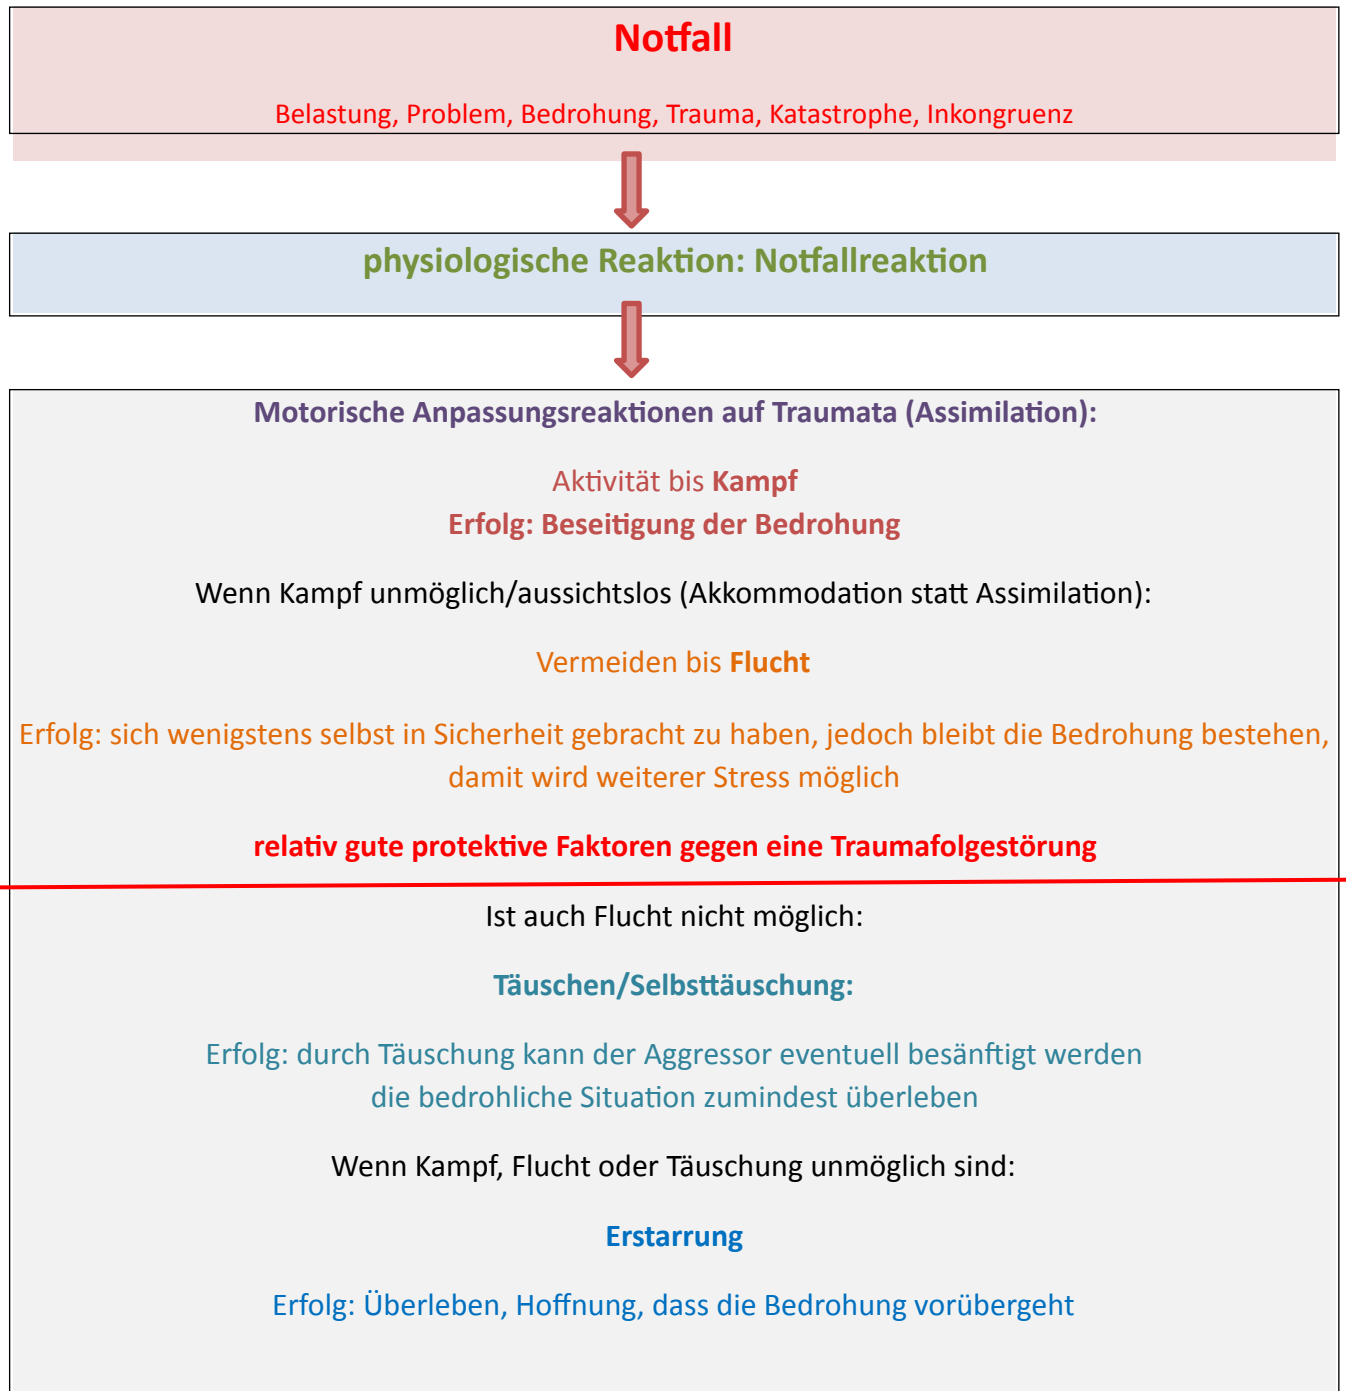 Notfall
Belastung, Problem, Bedrohung, Trauma, Katastrophe, Inkongruenz
physiologische Reaktion: Notfallreaktion
Motorische Anpassungsreaktionen auf Traumata (Assimilation):
Aktivität bis Kampf
Erfolg: Beseitigung der Bedrohung
Wenn Kampf unmöglich/aussichtslos (Akkommodation statt Assimilation):
Vermeiden bis Flucht
Erfolg: sich wenigstens selbst in Sicherheit gebracht zu haben, jedoch bleibt die Bedrohung bestehen,
damit wird weiterer Stress möglich
relativ gute protektive Faktoren gegen eine Traumafolgestörung
Ist auch Flucht nicht möglich:
Täuschen/Selbsttäuschung:
Erfolg: durch Täuschung kann der Aggressor eventuell besänftigt werden
die bedrohliche Situation zumindest überleben
Wenn Kampf, Flucht oder Täuschung unmöglich sind:
Erstarrung
Erfolg: Überleben, Hoffnung, dass die Bedrohung vorübergeht